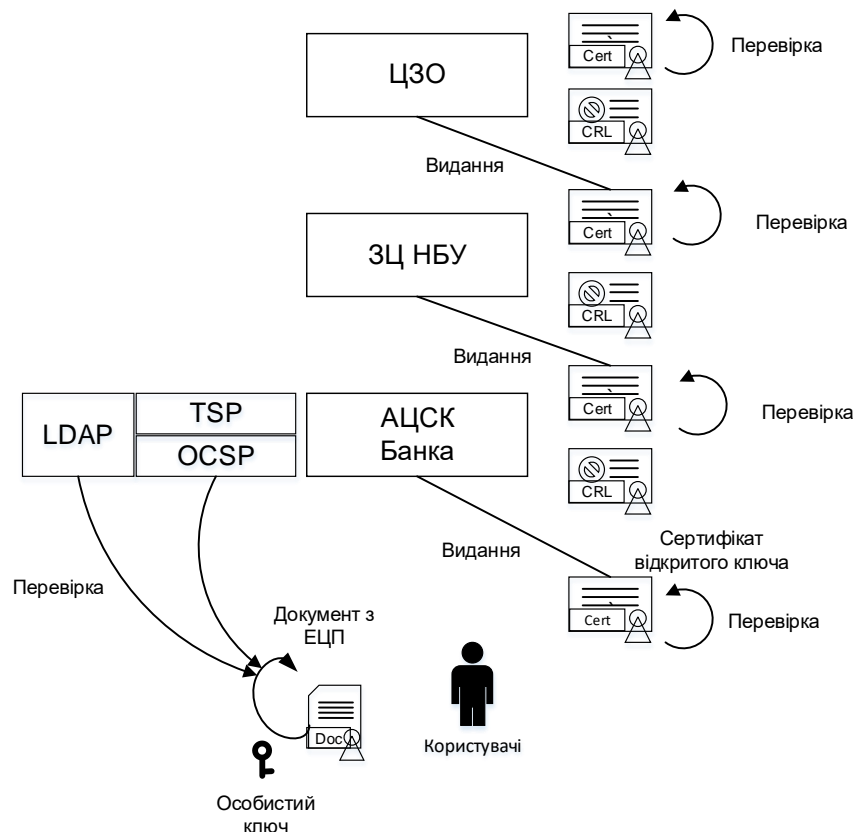 ЦЗО
Cert
Перевірка
CRL
Видання
ЗЦ НБУ
Cert
Перевірка
CRL
Видання
LDAP
TSP
OCSP
АЦСК
Банка
Cert
Перевірка
CRL
Видання
Сертифікат
відкритого ключа
Cert
Перевірка
Перевірка
Документ з
ЕЦП
Doc
Користувачі
Особистий
ключ